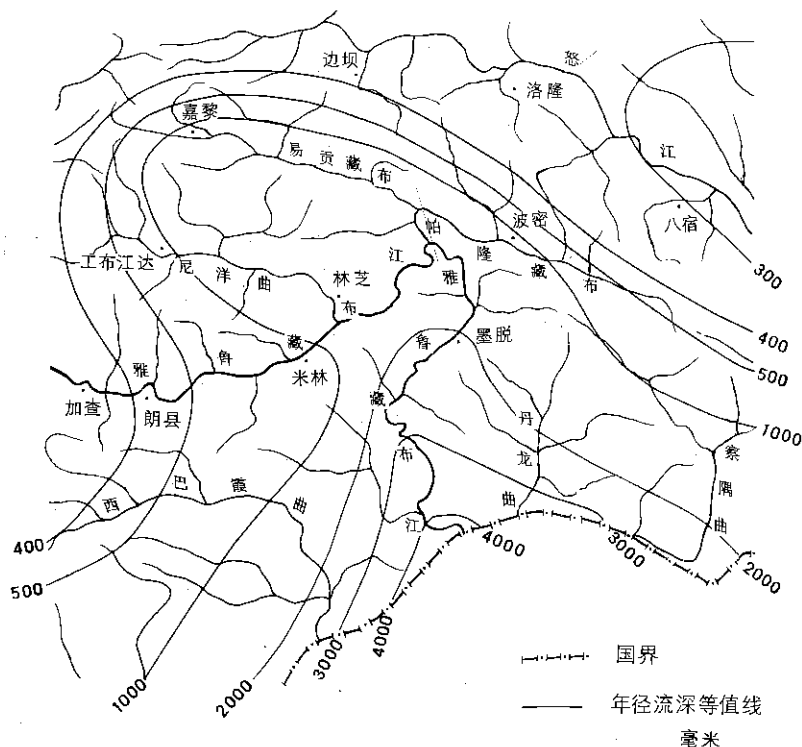 边坝
怒
洛隆
嘉黎
江
易贡藏布
波密
帕隆藏布
八宿
工布江达
尼洋曲
林芝
300
400
500
雅鲁藏布江
雅鲁藏布江
墨脱
米林
加查
朗县
丹龙曲
1000
察隅曲
西巴霞曲
400
500
4000
3000
2000
1000
2000
3000
4000
国界
年径流深等值线
毫米